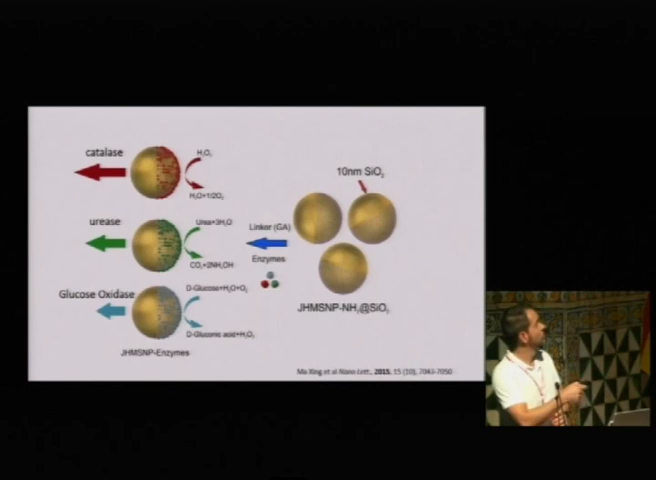 catalase
H₂O₂
H₂O+1/2O₂
urease
Urea+3H₂O
CO₂+2NH₄OH
Glucose Oxidase
D-Glucose+H₂O+O₂
D-Gluconic acid+H₂O₂
JHMSNP-Enzymes
Linker (GA)
Enzymes
10nm SiO₂
JHMSNP-NH₂@SiO₂
Ma Xing et al Nano Lett., 2015, 15 (10), 7043-7050